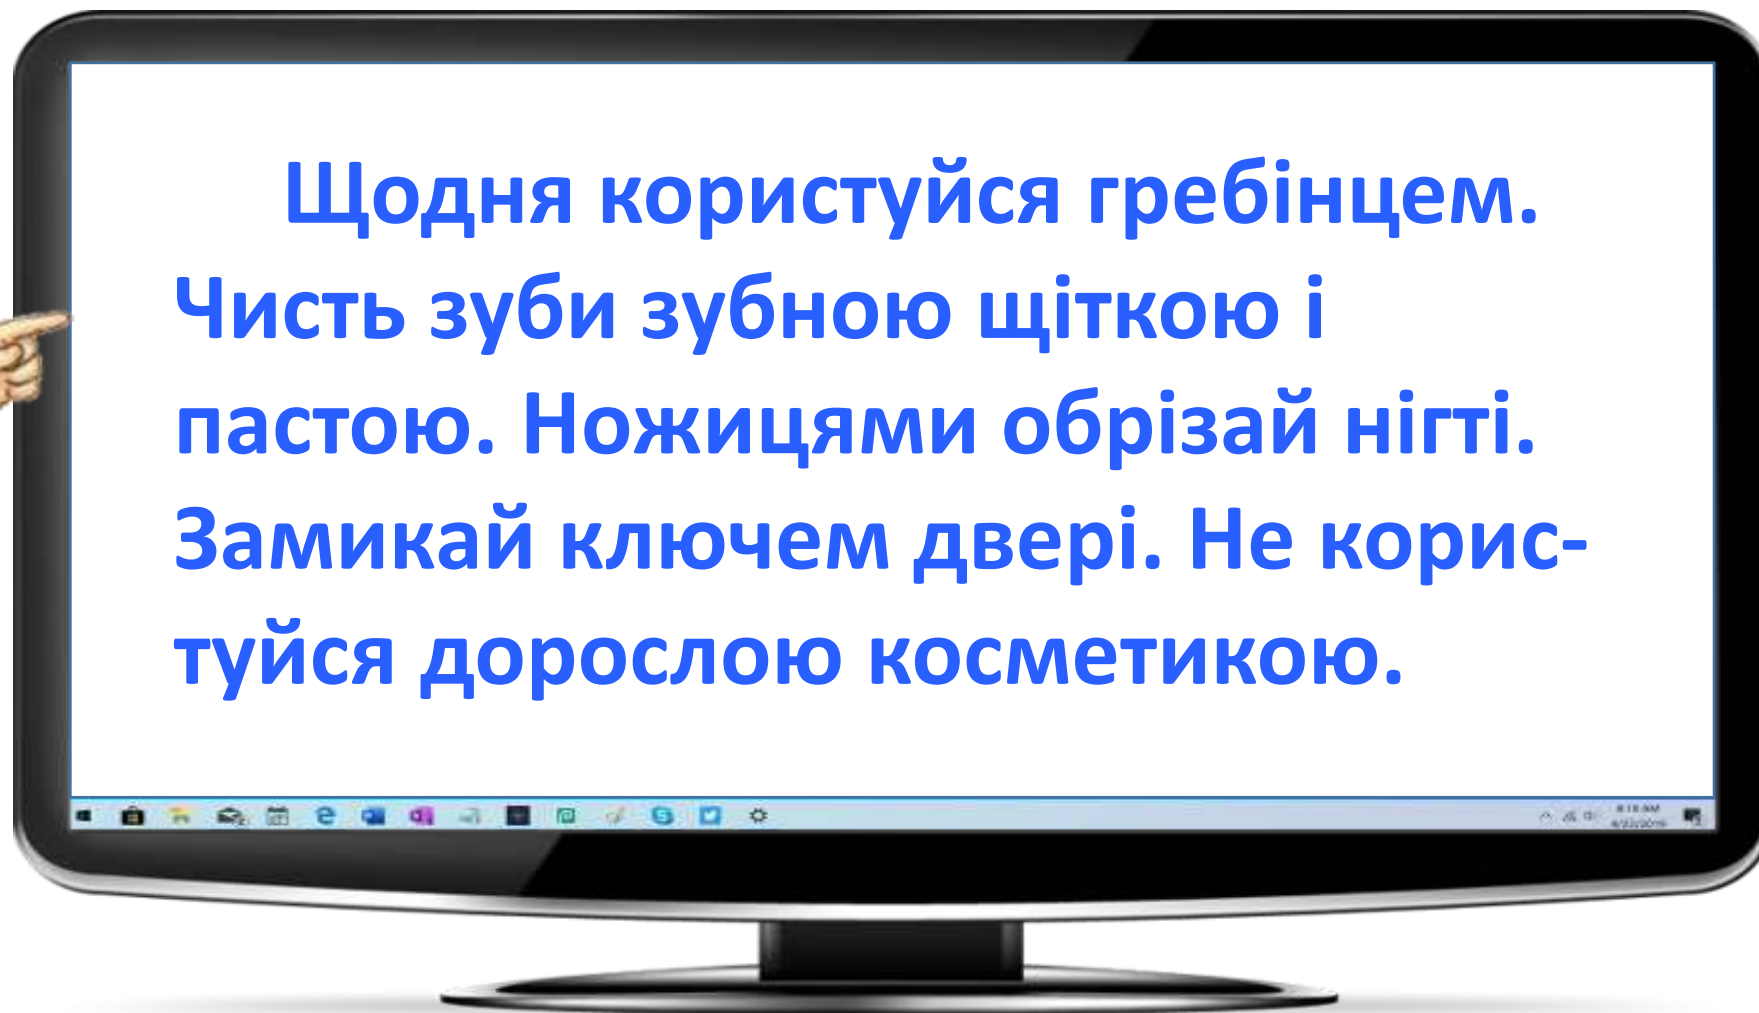 Щодня користуйся гребінцем.
Чисть зуби зубною щіткою і
пастою. Ножицями обрізай нігті.
Замикай ключем двері. Не корис-
туйся дорослою косметикою.